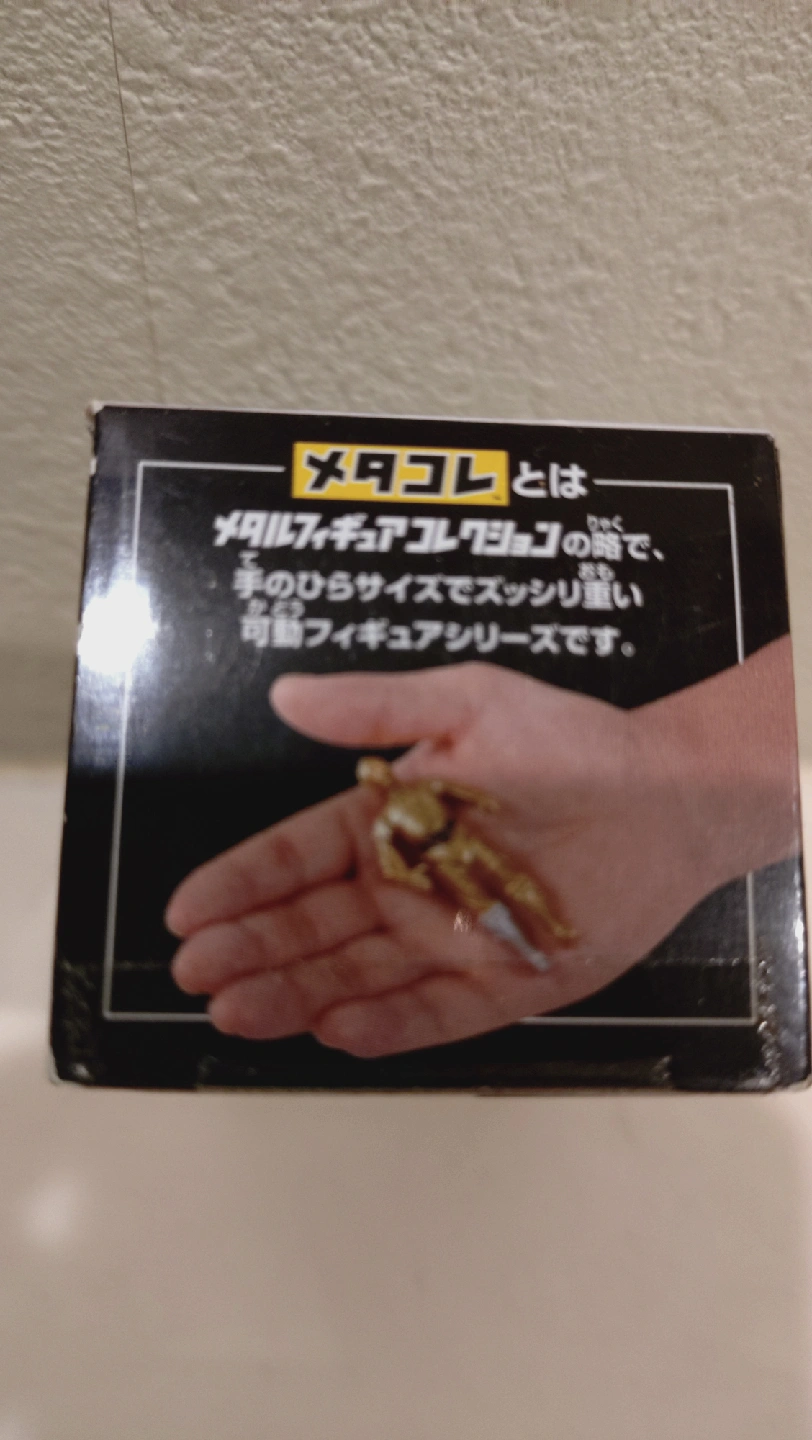 メタコレ™とは
メタルフィギュアコレクションの略で、
手のひらサイズでズッシリ重い
可動フィギュアシリーズです。